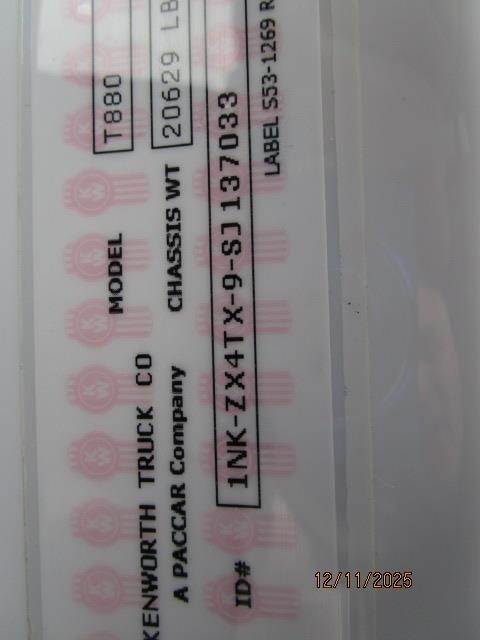 KENWORTH TRUCK CO MODEL T880
A PACCAR Company CHASSIS WT 20629 LB
ID# 1NK-ZX4TX-9-SJ137033
LABEL S53-1269 R
12/11/2025